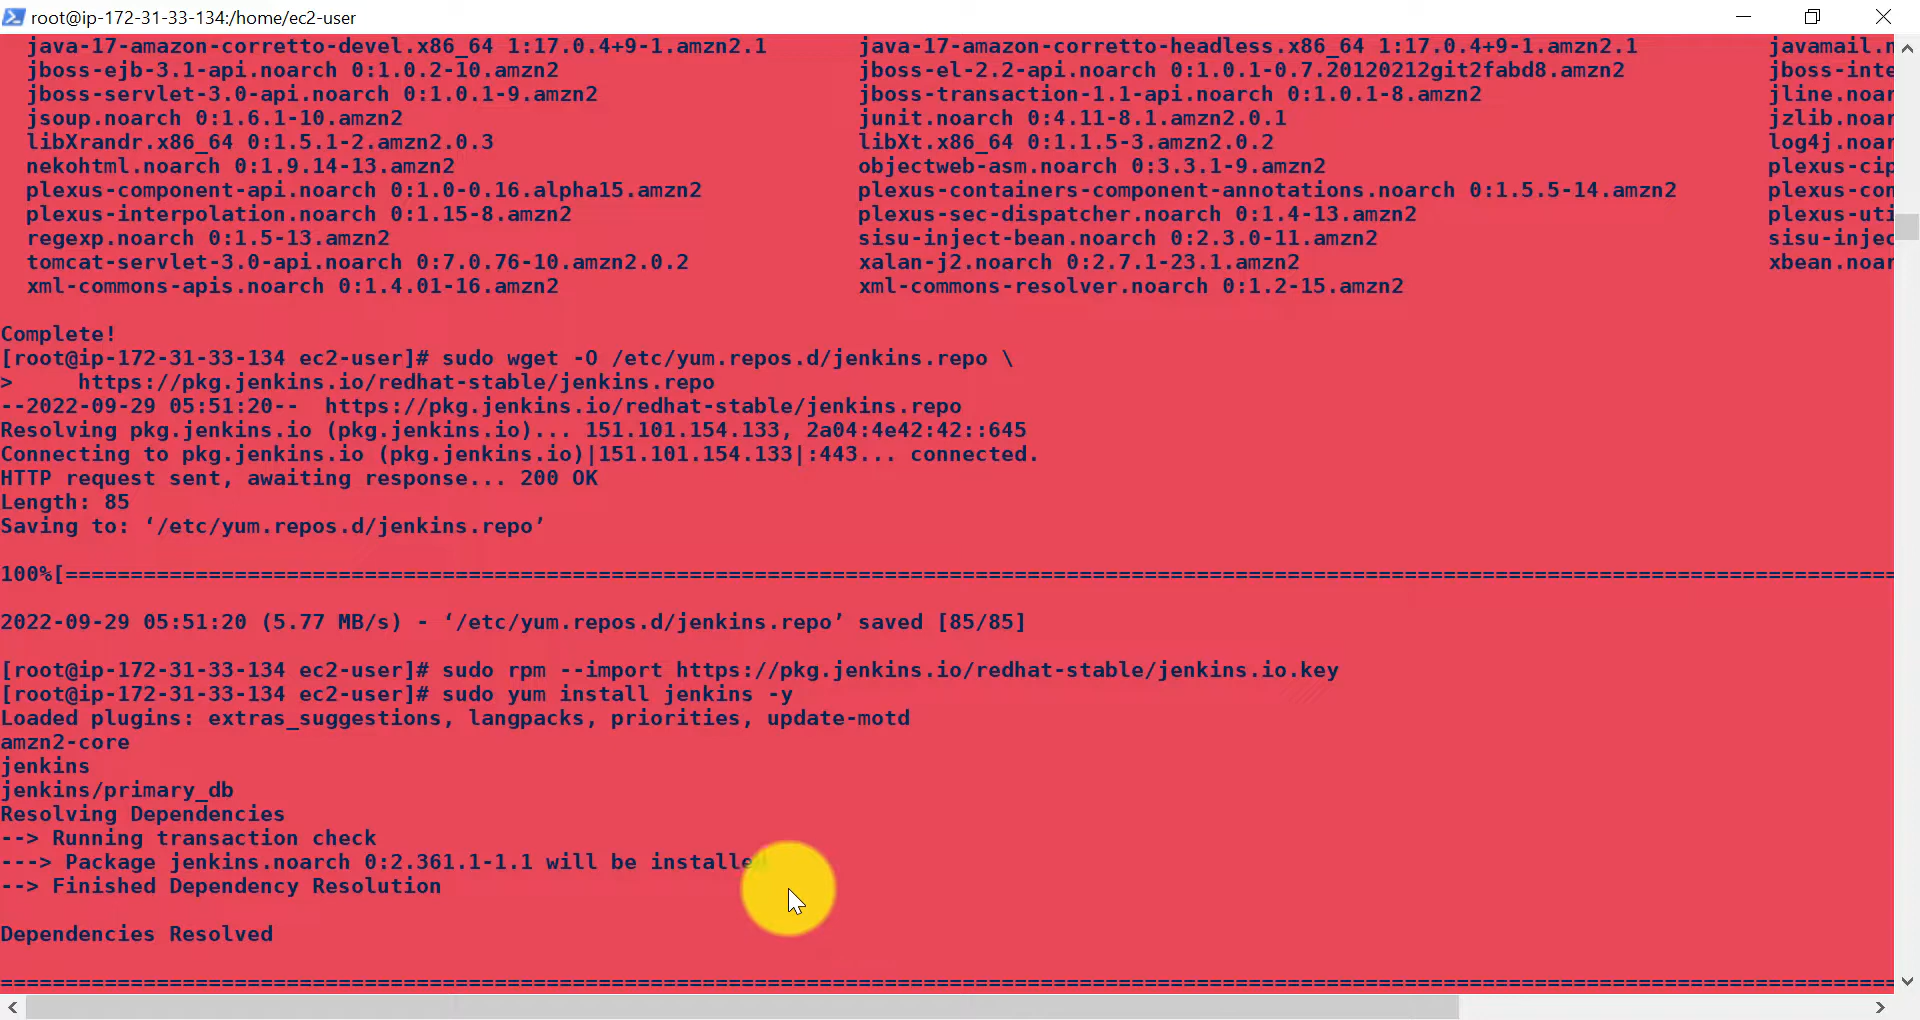 root@ip-172-31-33-134:/home/ec2-user
java-17-amazon-corretto-devel.x86_64 1:17.0.4+9-1.amzn2.1 java-17-amazon-corretto-headless.x86_64 1:17.0.4+9-1.amzn2.1 javamail.n
jboss-ejb-3.1-api.noarch 0:1.0.2-10.amzn2 jboss-el-2.2-api.noarch 0:1.0.1-0.7.20120212git2fabd8.amzn2 jboss-inte
jboss-servlet-3.0-api.noarch 0:1.0.1-9.amzn2 jboss-transaction-1.1-api.noarch 0:1.0.1-8.amzn2 jline.noar
jsoup.noarch 0:1.6.1-10.amzn2 junit.noarch 0:4.11-8.1.amzn2.0.1 jzlib.noar
libXrandr.x86_64 0:1.5.1-2.amzn2.0.3 libXt.x86_64 0:1.1.5-3.amzn2.0.2 log4j.noar
nekohtml.noarch 0:1.9.14-13.amzn2 objectweb-asm.noarch 0:3.3.1-9.amzn2 plexus-cip
plexus-component-api.noarch 0:1.0-0.16.alpha15.amzn2 plexus-containers-component-annotations.noarch 0:1.5.5-14.amzn2 plexus-con
plexus-interpolation.noarch 0:1.15-8.amzn2 plexus-sec-dispatcher.noarch 0:1.4-13.amzn2 plexus-uti
regexp.noarch 0:1.5-13.amzn2 sisu-inject-bean.noarch 0:2.3.0-11.amzn2 sisu-injec
tomcat-servlet-3.0-api.noarch 0:7.0.76-10.amzn2.0.2 xalan-j2.noarch 0:2.7.1-23.1.amzn2 xbean.noar
xml-commons-apis.noarch 0:1.4.01-16.amzn2 xml-commons-resolver.noarch 0:1.2-15.amzn2
Complete!
[root@ip-172-31-33-134 ec2-user]# sudo wget -O /etc/yum.repos.d/jenkins.repo \
> https://pkg.jenkins.io/redhat-stable/jenkins.repo
--2022-09-29 05:51:20-- https://pkg.jenkins.io/redhat-stable/jenkins.repo
Resolving pkg.jenkins.io (pkg.jenkins.io)... 151.101.154.133, 2a04:4e42:42::645
Connecting to pkg.jenkins.io (pkg.jenkins.io)|151.101.154.133|:443... connected.
HTTP request sent, awaiting response... 200 OK
Length: 85
Saving to: ‘/etc/yum.repos.d/jenkins.repo’
100%[=============================================================================================================================================
2022-09-29 05:51:20 (5.77 MB/s) - ‘/etc/yum.repos.d/jenkins.repo’ saved [85/85]
[root@ip-172-31-33-134 ec2-user]# sudo rpm --import https://pkg.jenkins.io/redhat-stable/jenkins.io.key
[root@ip-172-31-33-134 ec2-user]# sudo yum install jenkins -y
Loaded plugins: extras_suggestions, langpacks, priorities, update-motd
amzn2-core
jenkins
jenkins/primary_db
Resolving Dependencies
--> Running transaction check
---> Package jenkins.noarch 0:2.361.1-1.1 will be installed
--> Finished Dependency Resolution
Dependencies Resolved
==================================================================================================================================================